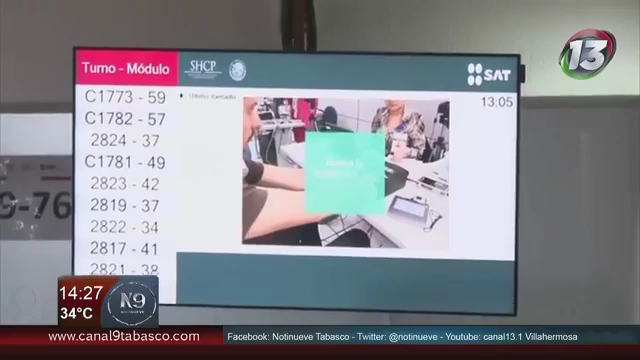 13
Turno - Módulo
SHCP
SAT
13:05
C1773 - 59
C1782 - 57
2824 - 37
C1781 - 49
2823 - 42
2819 - 37
2822 - 34
2817 - 41
2821 - 38
9-76
14:27
34°C
N9
www.canal9tabasco.com
Facebook: Notinueve Tabasco - Twitter: @notinueve - Youtube: canal13.1 Villahermosa